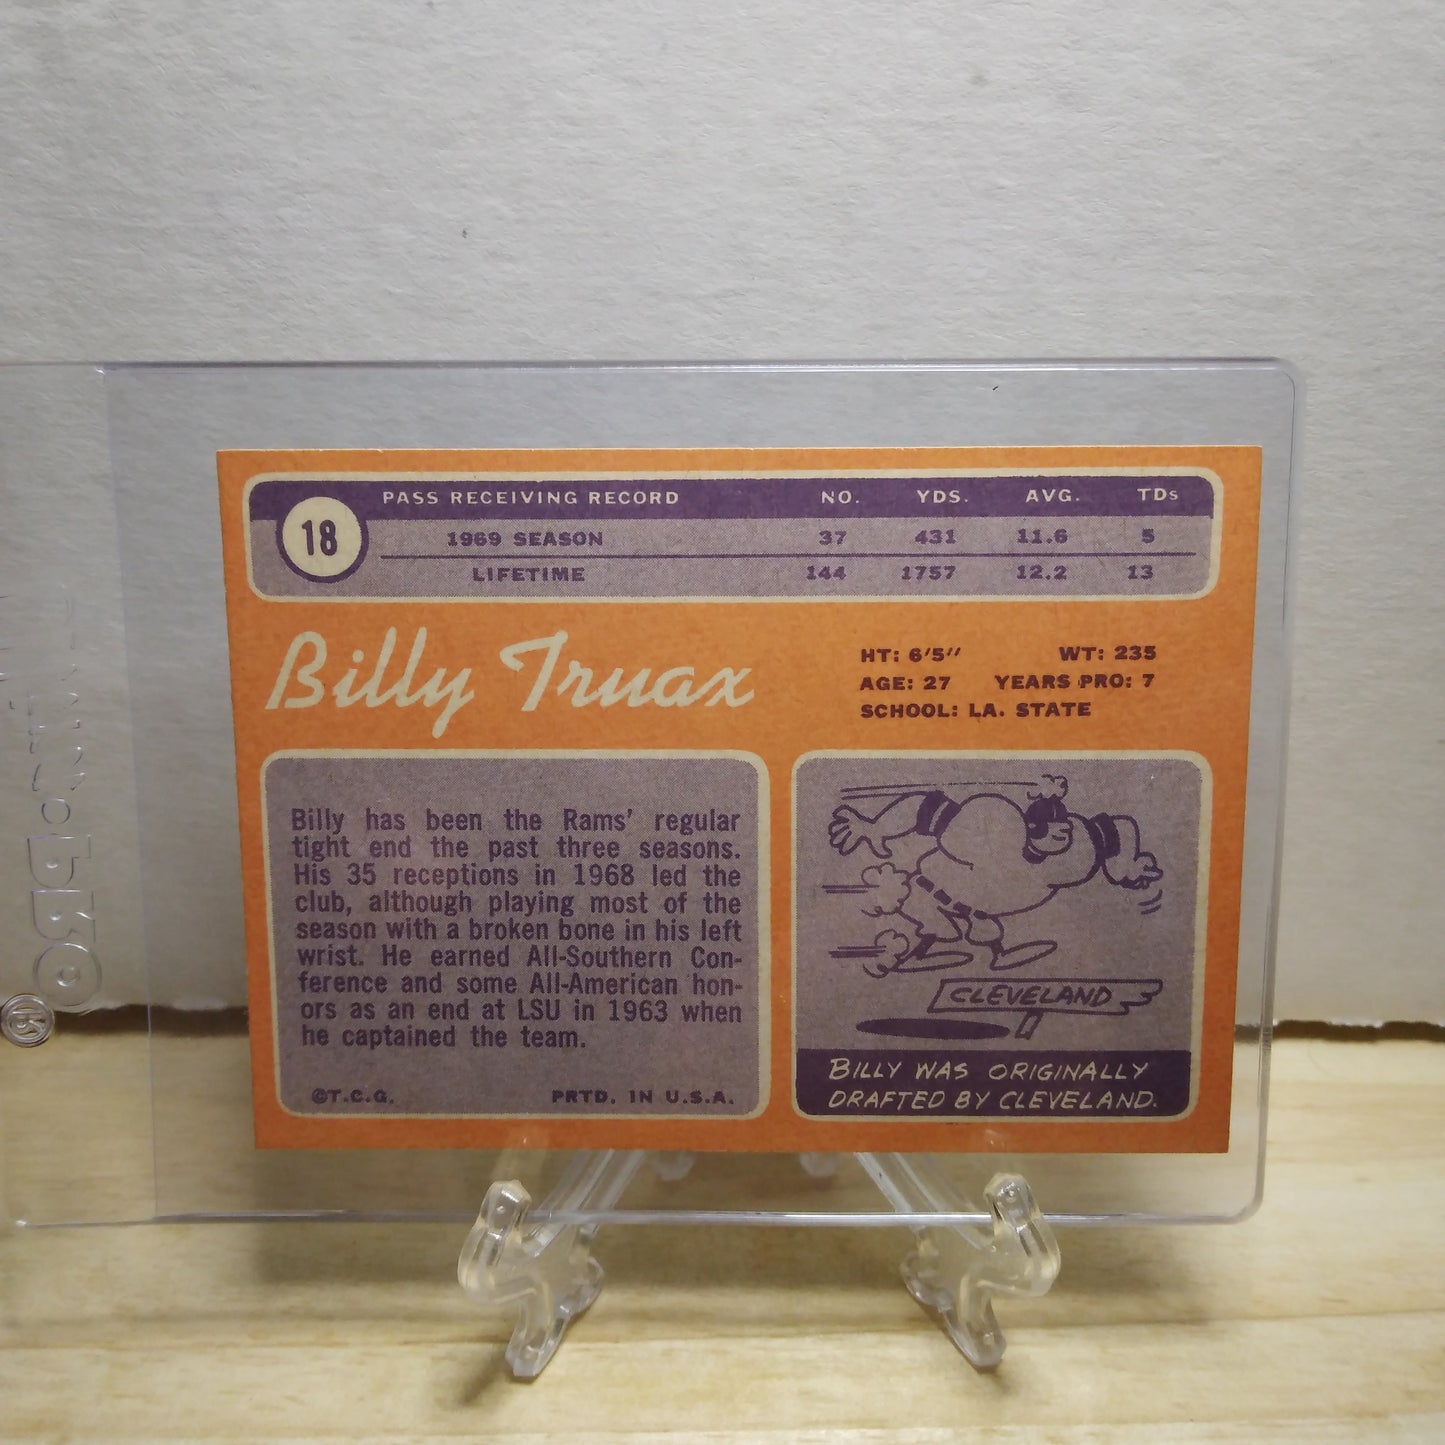 PASS RECEIVING RECORD NO. YDS. AVG. TDs
18
1969 SEASON 37 431 11.6 5
LIFETIME 144 1757 12.2 13
Billy Truax
HT: 6'5" WT: 235
AGE: 27 YEARS PRO: 7
SCHOOL: LA. STATE
Billy has been the Rams' regular
tight end the past three seasons.
His 35 receptions in 1968 led the
club, although playing most of the
season with a broken bone in his left
wrist. He earned All-Southern Con-
ference and some All-American hon-
ors as an end at LSU in 1963 when
he captained the team.
©T.C.G. PRTD. IN U.S.A.
CLEVELAND
BILLY WAS ORIGINALLY
DRAFTED BY CLEVELAND.